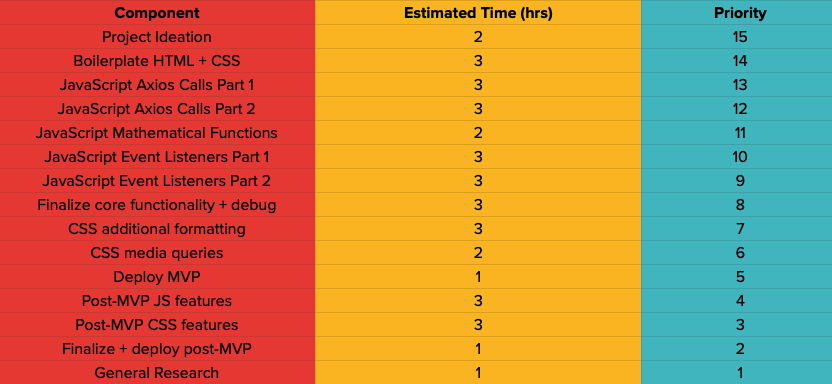 Component Estimated Time (hrs) Priority
Project Ideation 2 15
Boilerplate HTML + CSS 3 14
JavaScript Axios Calls Part 1 3 13
JavaScript Axios Calls Part 2 3 12
JavaScript Mathematical Functions 2 11
JavaScript Event Listeners Part 1 3 10
JavaScript Event Listeners Part 2 3 9
Finalize core functionality + debug 3 8
CSS additional formatting 3 7
CSS media queries 2 6
Deploy MVP 1 5
Post-MVP JS features 3 4
Post-MVP CSS features 3 3
Finalize + deploy post-MVP 1 2
General Research 1 1